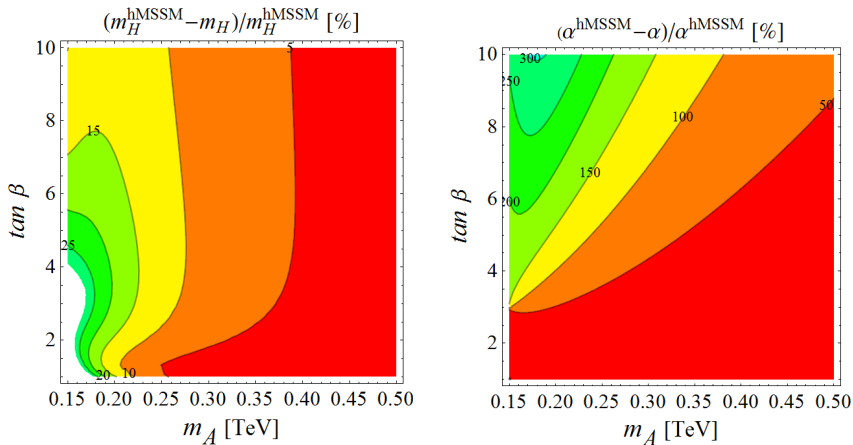 (m_H^hMSSM−m_H)/m_H^hMSSM [%]
10
8
6
4
2
tan β
5
15
25
20
10
0.15 0.20 0.25 0.30 0.35 0.40 0.45 0.50
m_A [TeV]
(α^hMSSM−α)/α^hMSSM [%]
10
8
6
4
2
tan β
300
250
200
150
100
50
0.15 0.20 0.25 0.30 0.35 0.40 0.45 0.50
m_A [TeV]